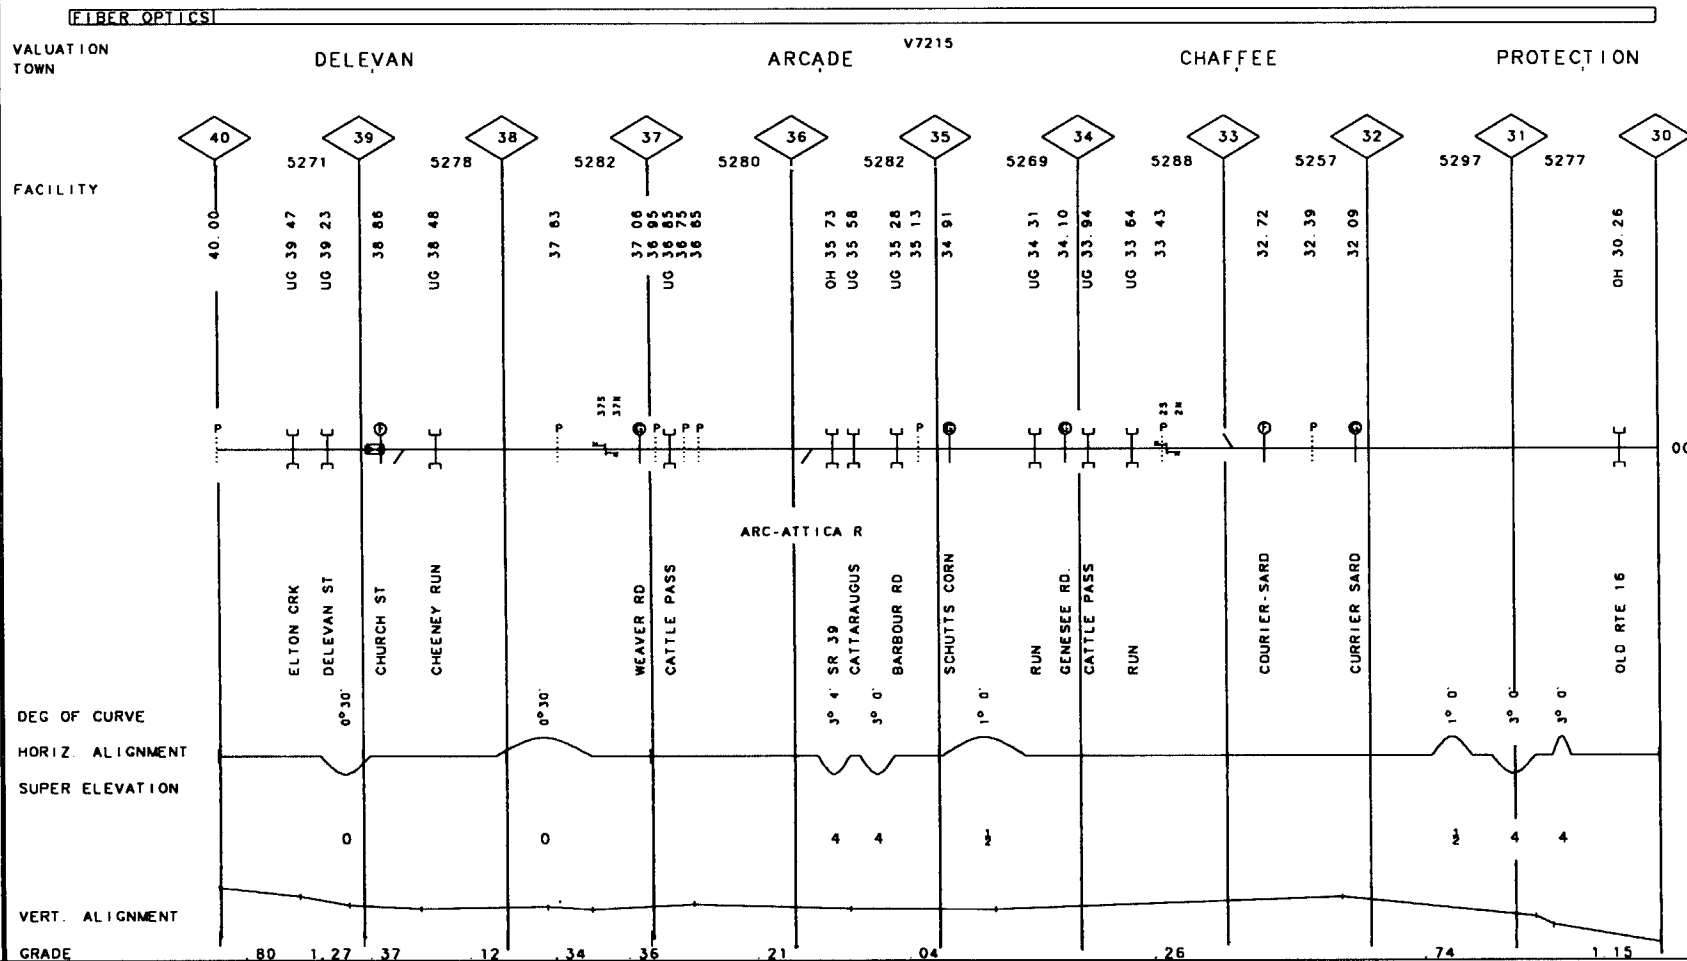 FIBER OPTICS
VALUATION V7215
TOWN DELEVAN ARCADE CHAFFEE PROTECTION
40 39 38 37 36 35 34 33 32 31 30
5271 5278 5282 5280 5282 5269 5288 5257 5297 5277
FACILITY
40.00
UG 39 47
UG 39 23
38 86
UG 38 48
37 63
37 06
36 95
UG 36 85
36 75
36 65
OH 35 73
UG 35 58
UG 35 28
35 13
34 91
UG 34 31
34.10
UG 33.94
UG 33 64
33 43
32.72
32.39
32 09
OH 30.26
37S
37N
2S
2N
P P P P P P P P
ARC-ATTICA R
ELTON CRK
DELEVAN ST
CHURCH ST
CHEENEY RUN
WEAVER RD
CATTLE PASS
SR 39
CATTARAUGUS
BARBOUR RD
SCHUTTS CORN
RUN
GENESEE RD.
CATTLE PASS
RUN
COURIER-SARD
CURRIER SARD
OLD RTE 16
DEG OF CURVE 0°30' 0°30' 3° 4' 3° 0' 1° 0' 1° 0' 3° 0' 3° 0'
HORIZ. ALIGNMENT
SUPER ELEVATION
0 0 4 4 1/2 1/2 4 4
VERT. ALIGNMENT
GRADE .80 1.27 .37 .12 .34 .36 .21 .04 .26 .74 1.15